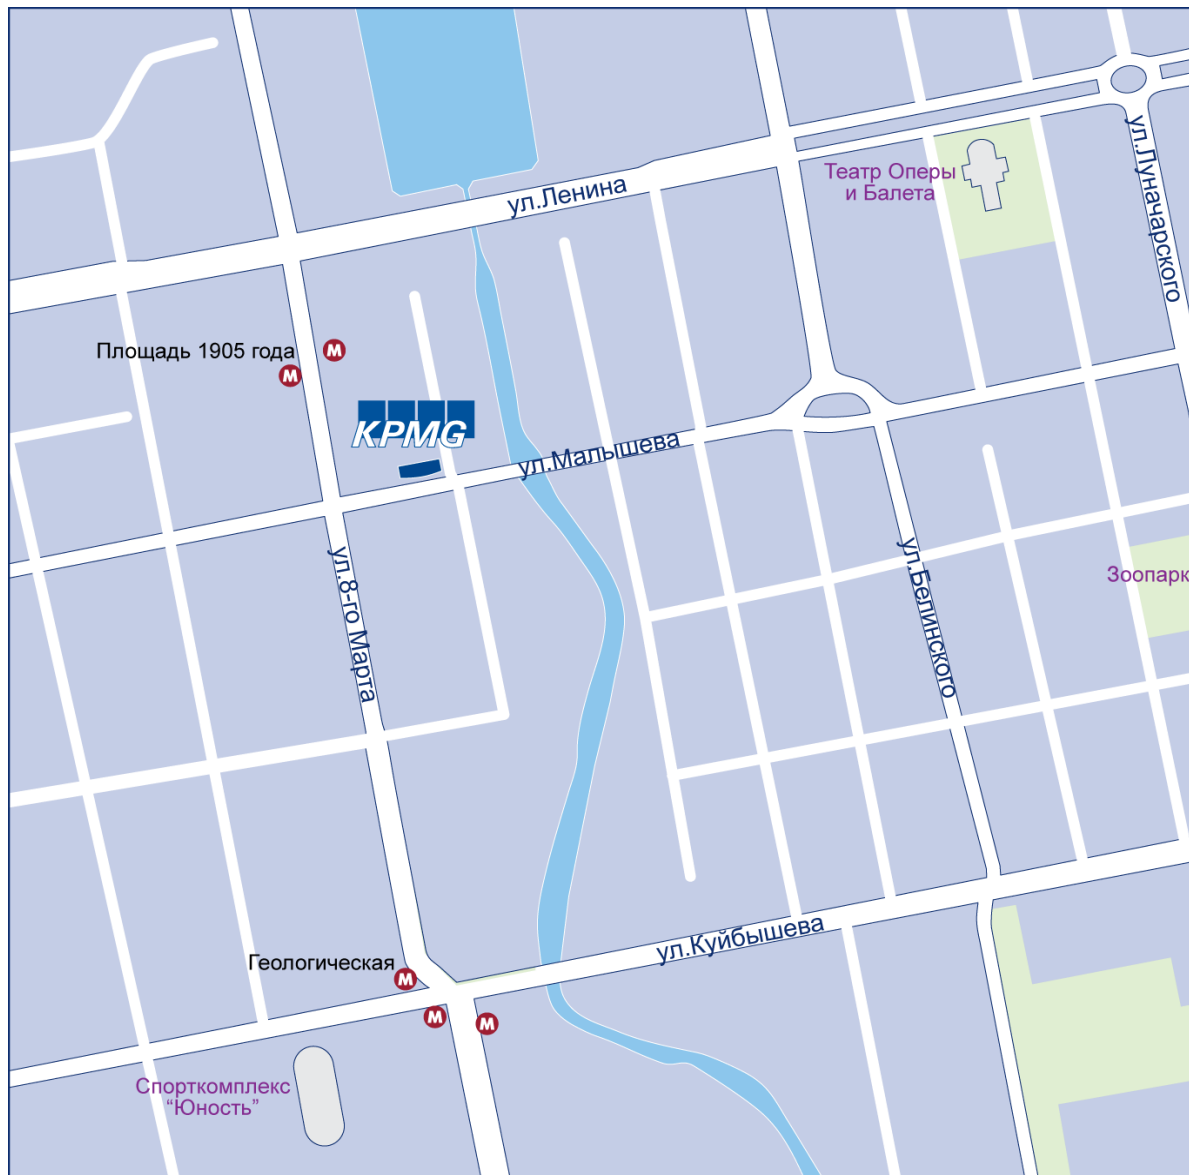 ул.Ленина
Театр Оперы
и Балета
ул.Луначарского
Площадь 1905 года
М
М
KPMG
ул.Малышева
ул.8-го Марта
ул.Белинского
Зоопарк
ул.Куйбышева
Геологическая
М
М
М
Спорткомплекс
“Юность”